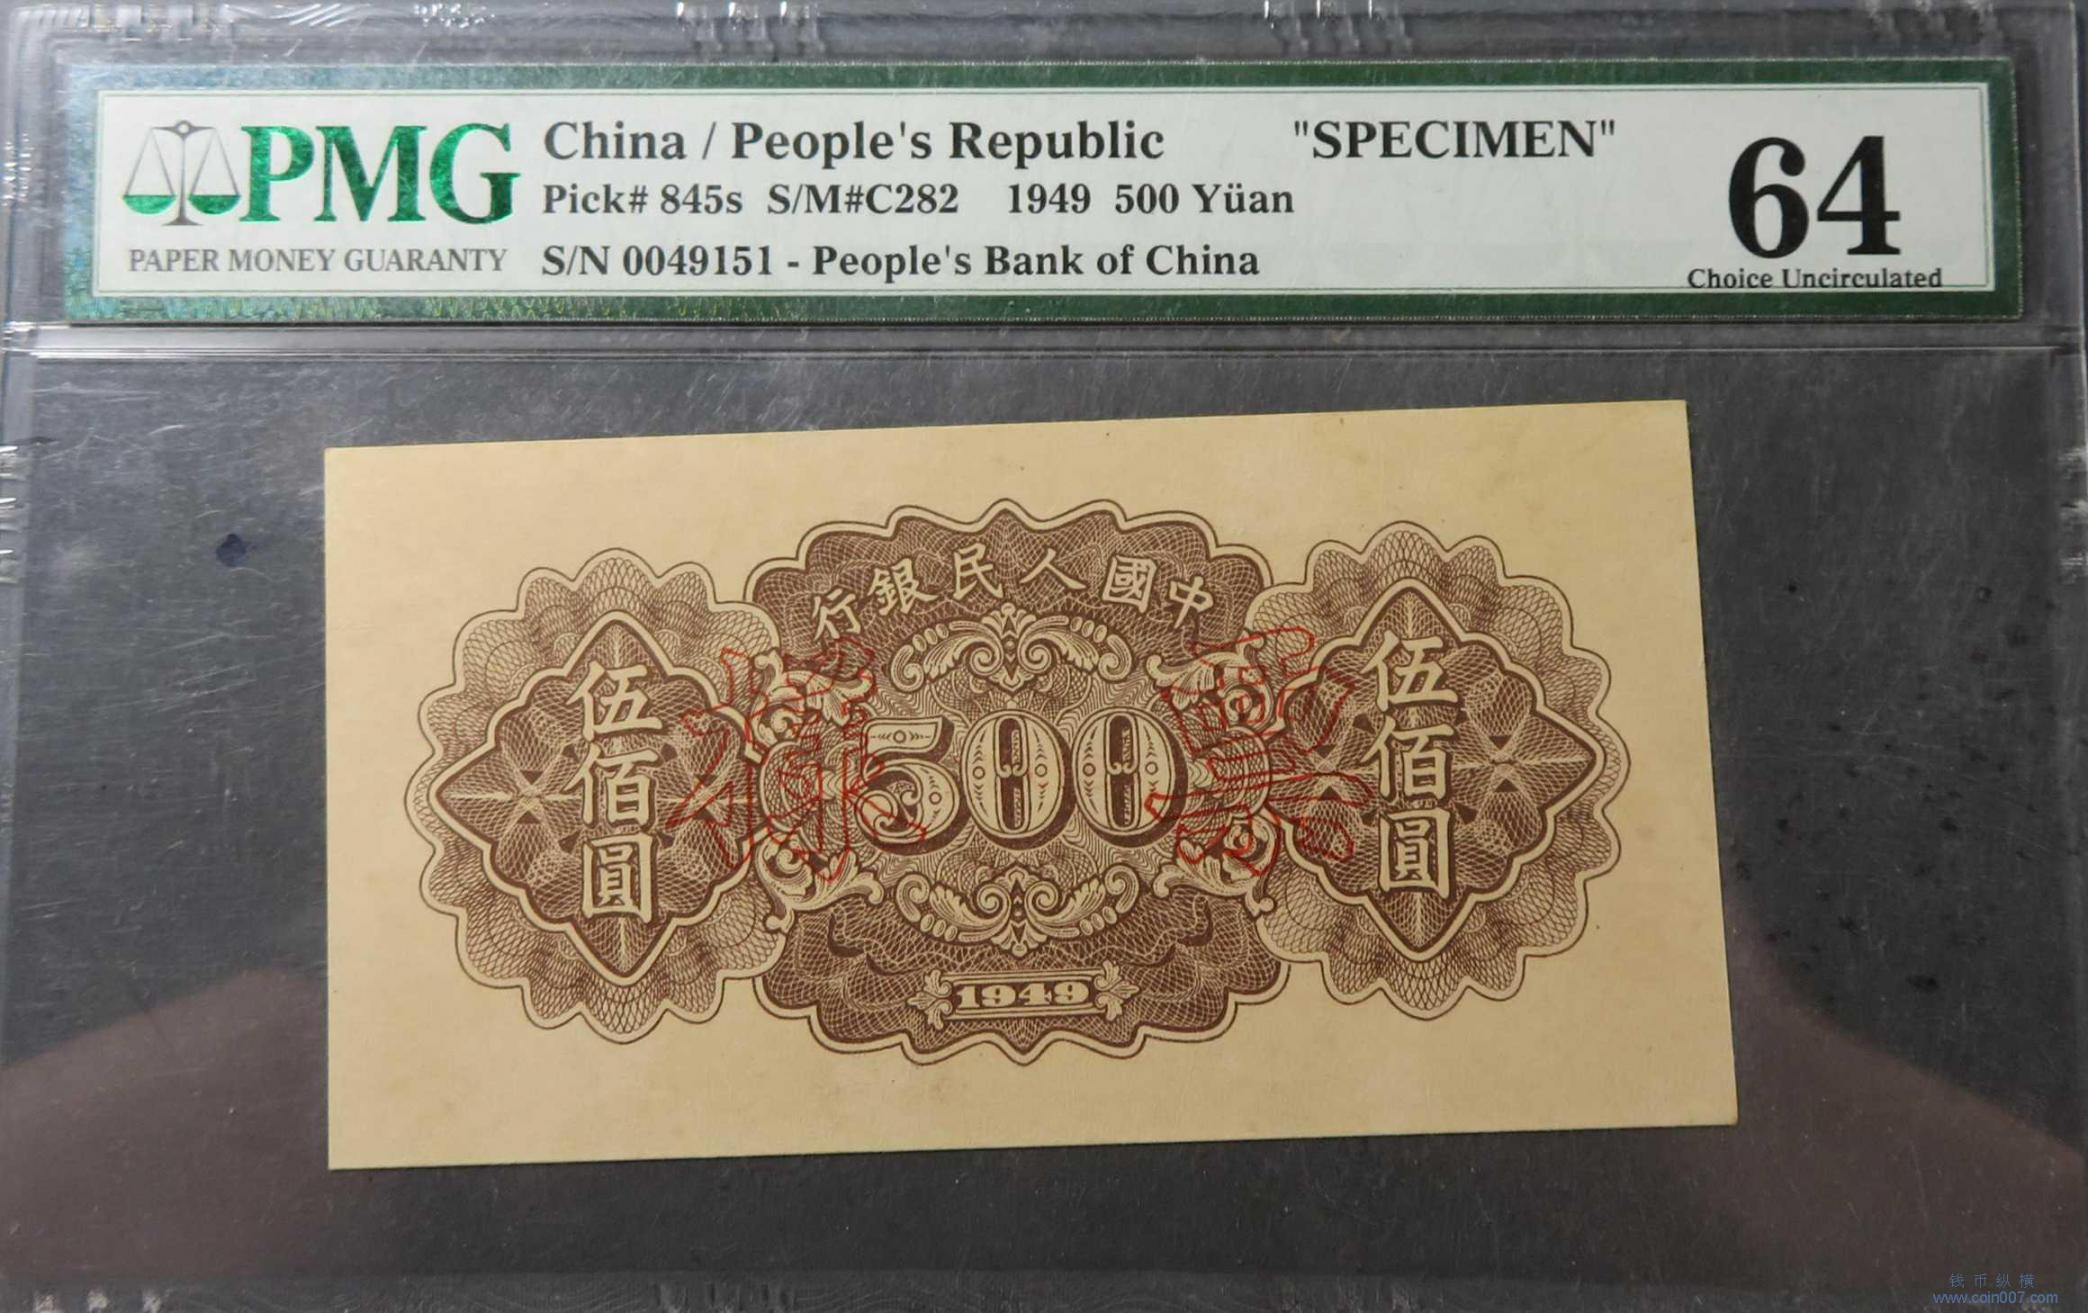 PMG
PAPER MONEY GUARANTY
China / People's Republic "SPECIMEN"
Pick# 845s S/M#C282 1949 500 Yüan
S/N 0049151 - People's Bank of China
64
Choice Uncirculated
行銀民人國中
伍佰圓
樣
500
票
伍佰圓
1949
钱币纵横
www.coin007.com